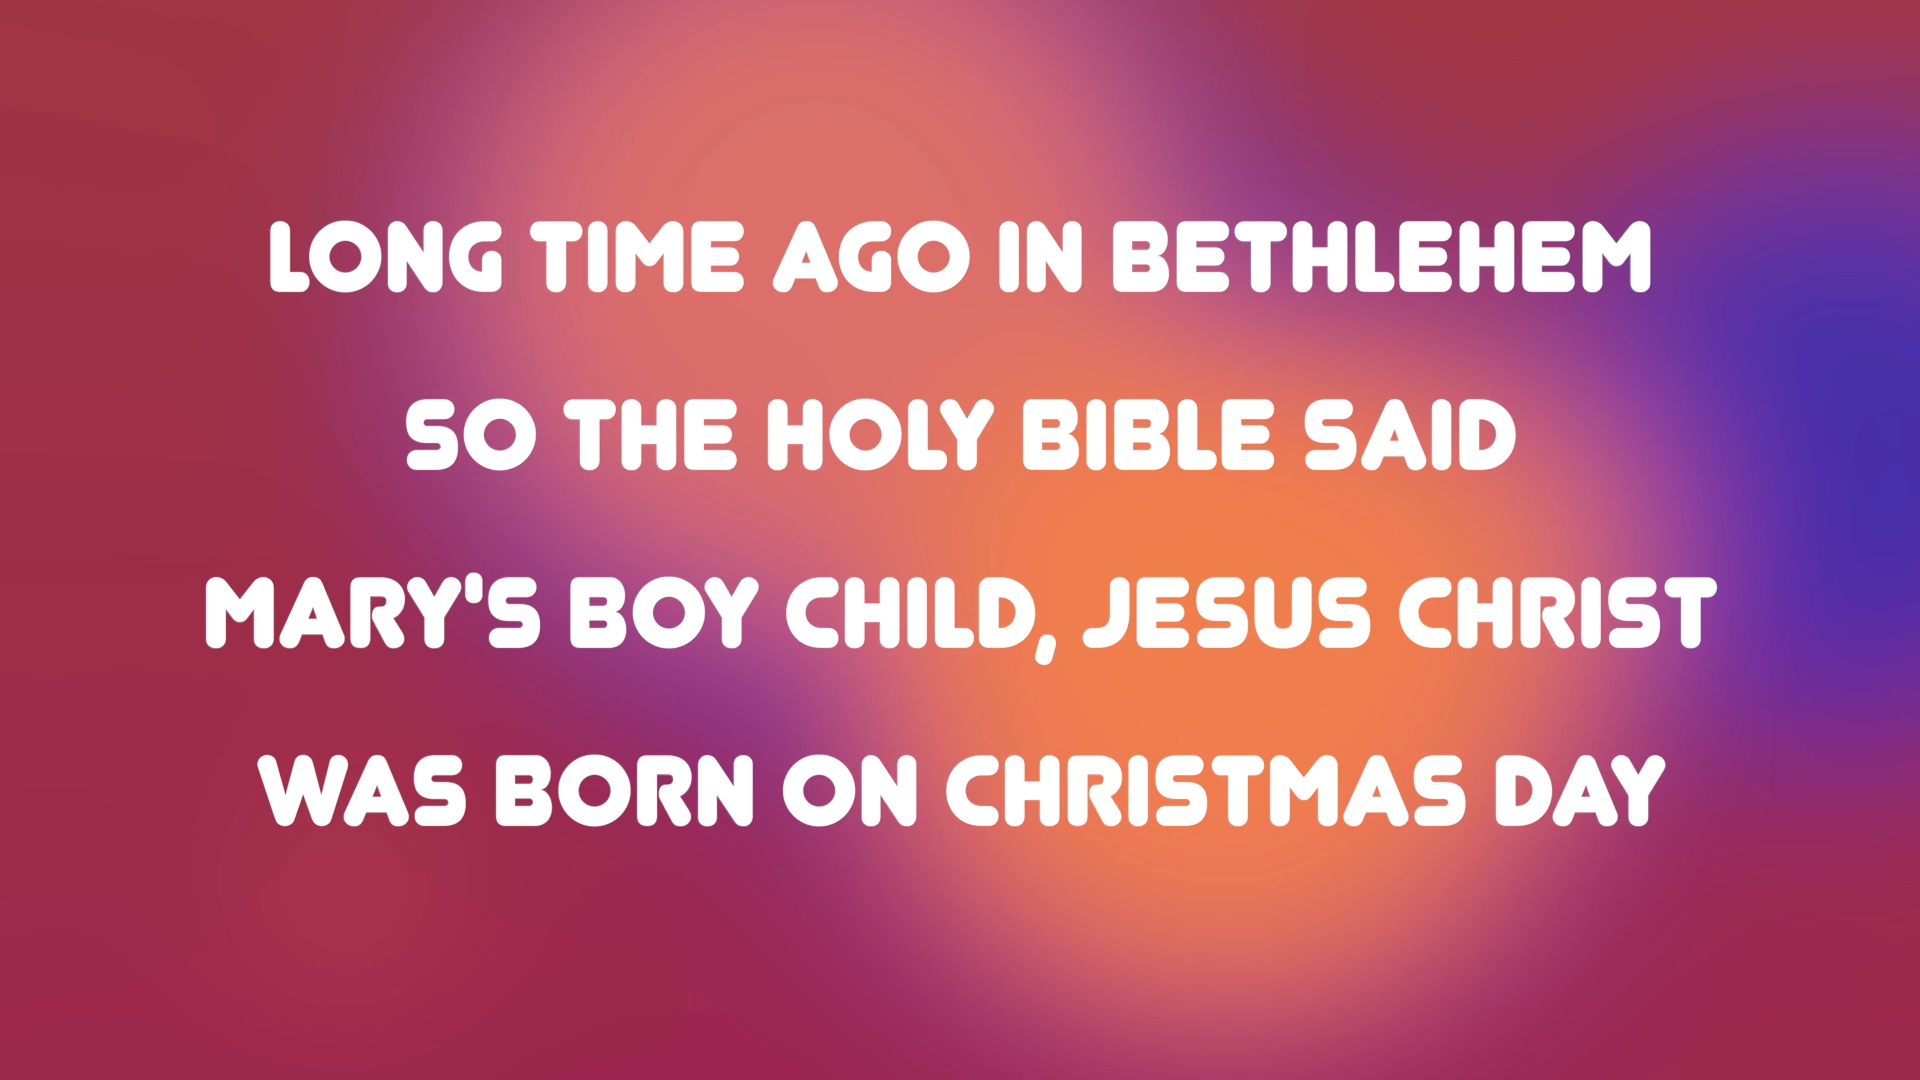 LONG TIME AGO IN BETHLEHEM
SO THE HOLY BIBLE SAID
MARY'S BOY CHILD, JESUS CHRIST
WAS BORN ON CHRISTMAS DAY